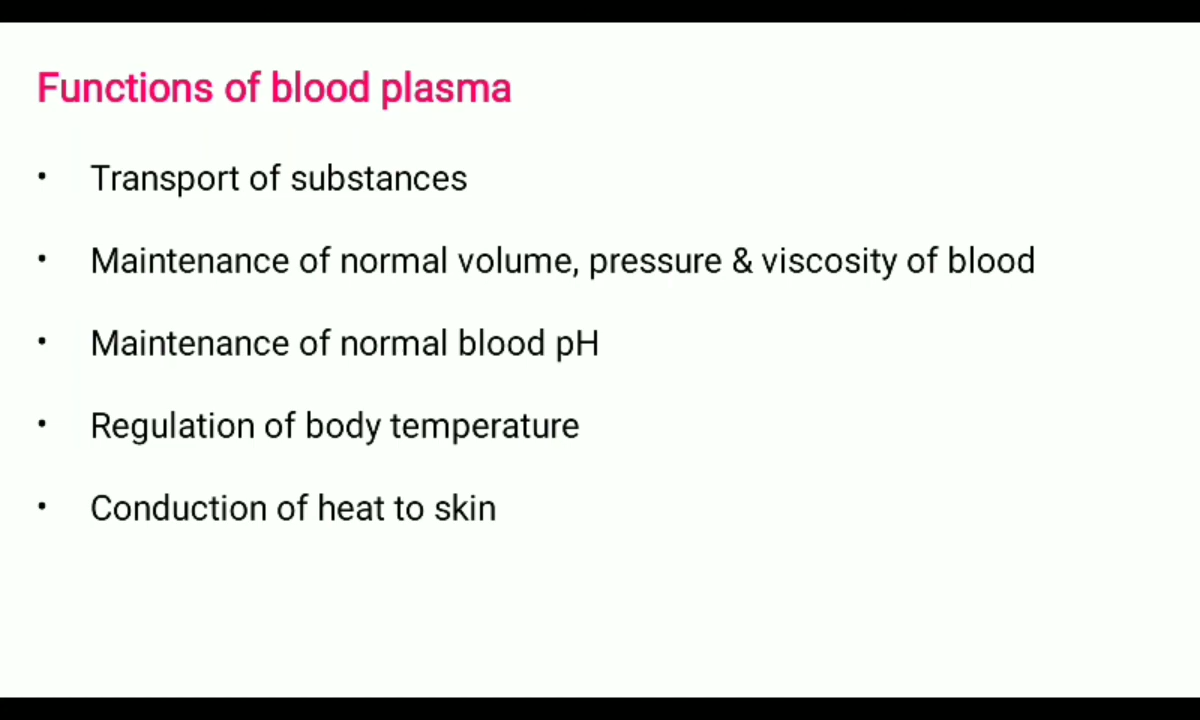 Functions of blood plasma
• Transport of substances
• Maintenance of normal volume, pressure & viscosity of blood
• Maintenance of normal blood pH
• Regulation of body temperature
• Conduction of heat to skin